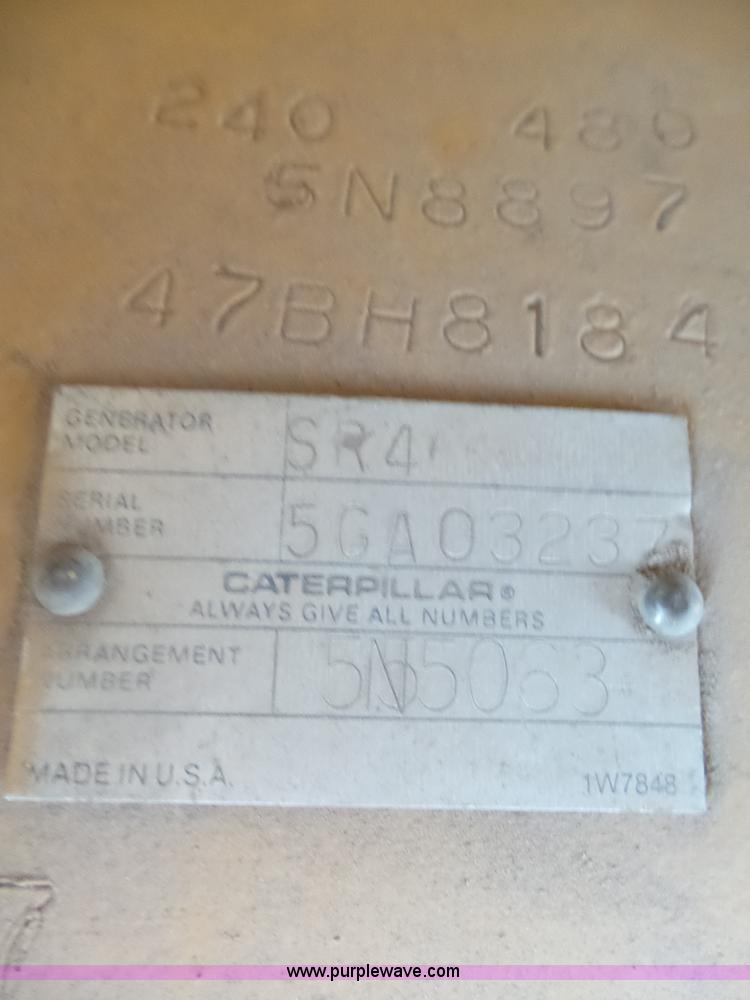 240 480
5N8897
47BH8184
GENERATOR MODEL SR4
SERIAL NUMBER 5GA03237
CATERPILLAR®
ALWAYS GIVE ALL NUMBERS
ARRANGEMENT NUMBER 5N5063
MADE IN U.S.A. 1W7848
7
www.purplewave.com